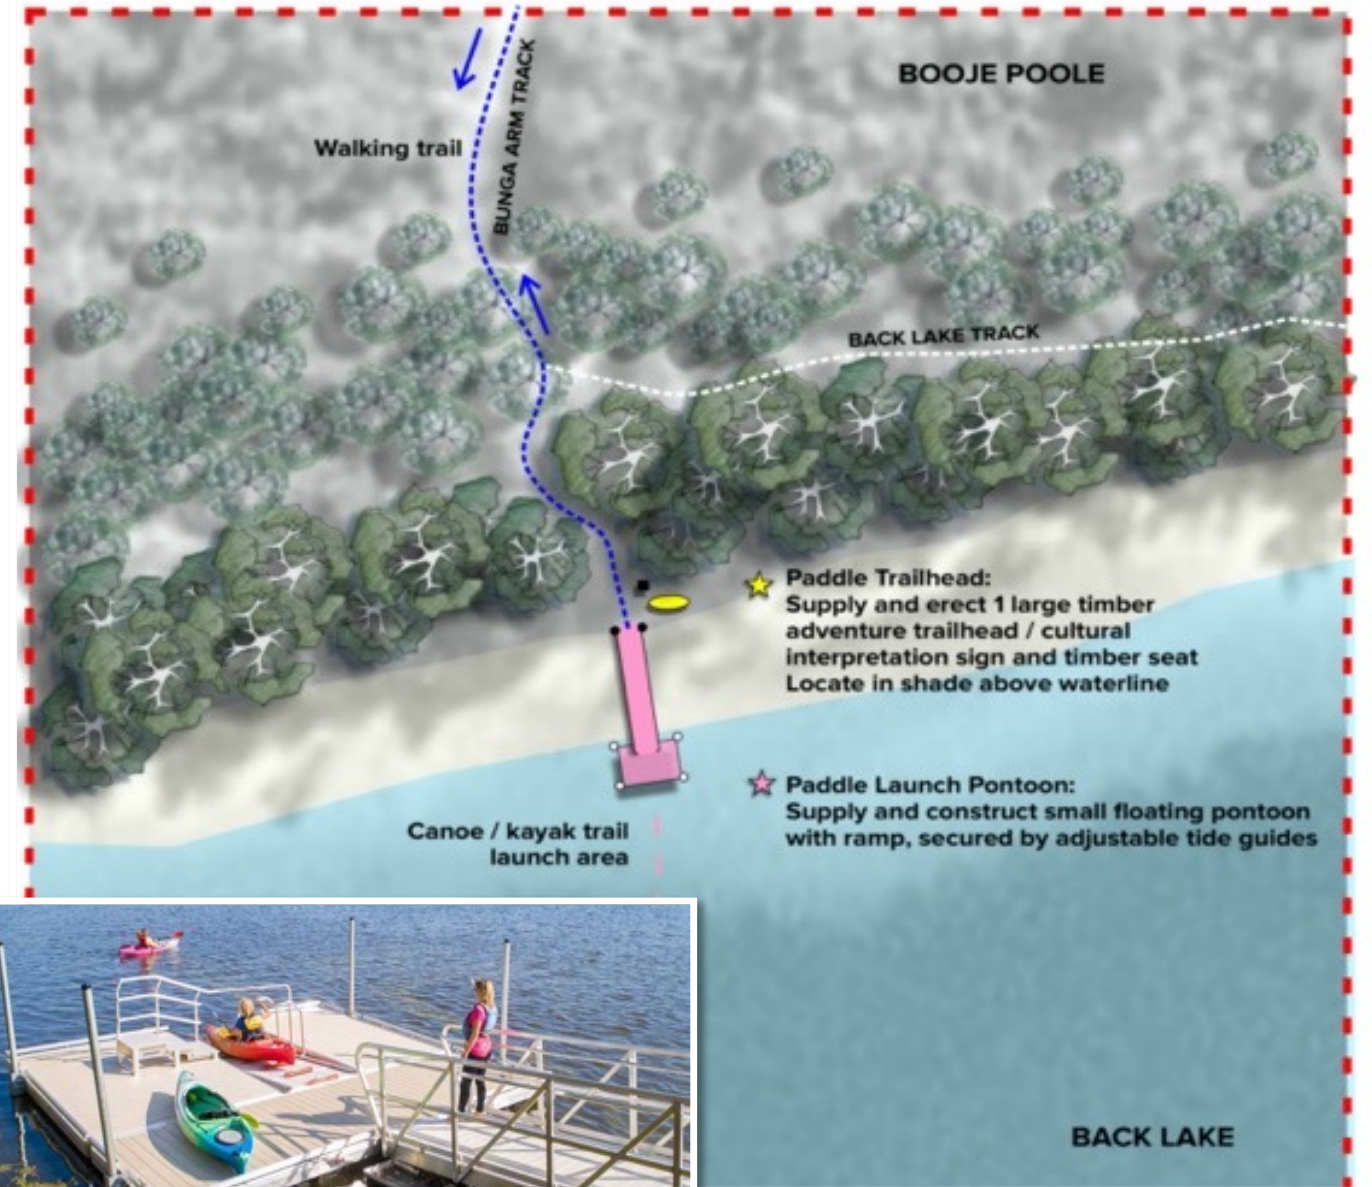 BOOJE POOLE
Walking trail
BUNGA ARM TRACK
BACK LAKE TRACK
Paddle Trailhead:
Supply and erect 1 large timber
adventure trailhead / cultural
interpretation sign and timber seat
Locate in shade above waterline
Paddle Launch Pontoon:
Supply and construct small floating pontoon
with ramp, secured by adjustable tide guides
Canoe / kayak trail
launch area
BACK LAKE